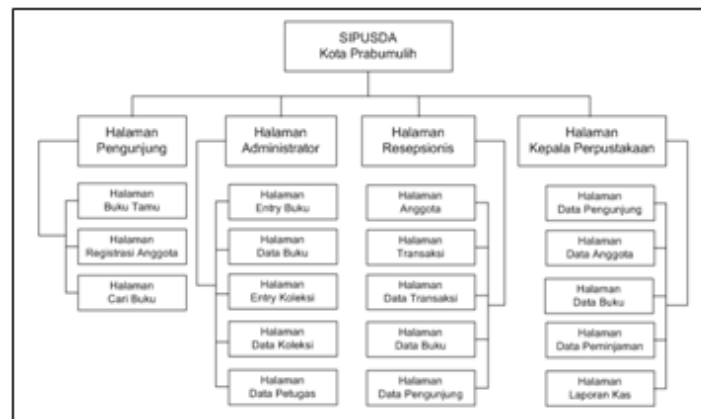 SIPUSDA
Kota Prabumulih
Halaman
Pengunjung
Halaman
Administrator
Halaman
Resepsionis
Halaman
Kepala Perpustakaan
Halaman
Buku Tamu
Halaman
Registrasi Anggota
Halaman
Cari Buku
Halaman
Entry Buku
Halaman
Data Buku
Halaman
Entry Koleksi
Halaman
Data Koleksi
Halaman
Data Petugas
Halaman
Anggota
Halaman
Transaksi
Halaman
Data Transaksi
Halaman
Data Buku
Halaman
Data Pengunjung
Halaman
Data Pengunjung
Halaman
Data Anggota
Halaman
Data Buku
Halaman
Data Peminjaman
Halaman
Laporan Kas